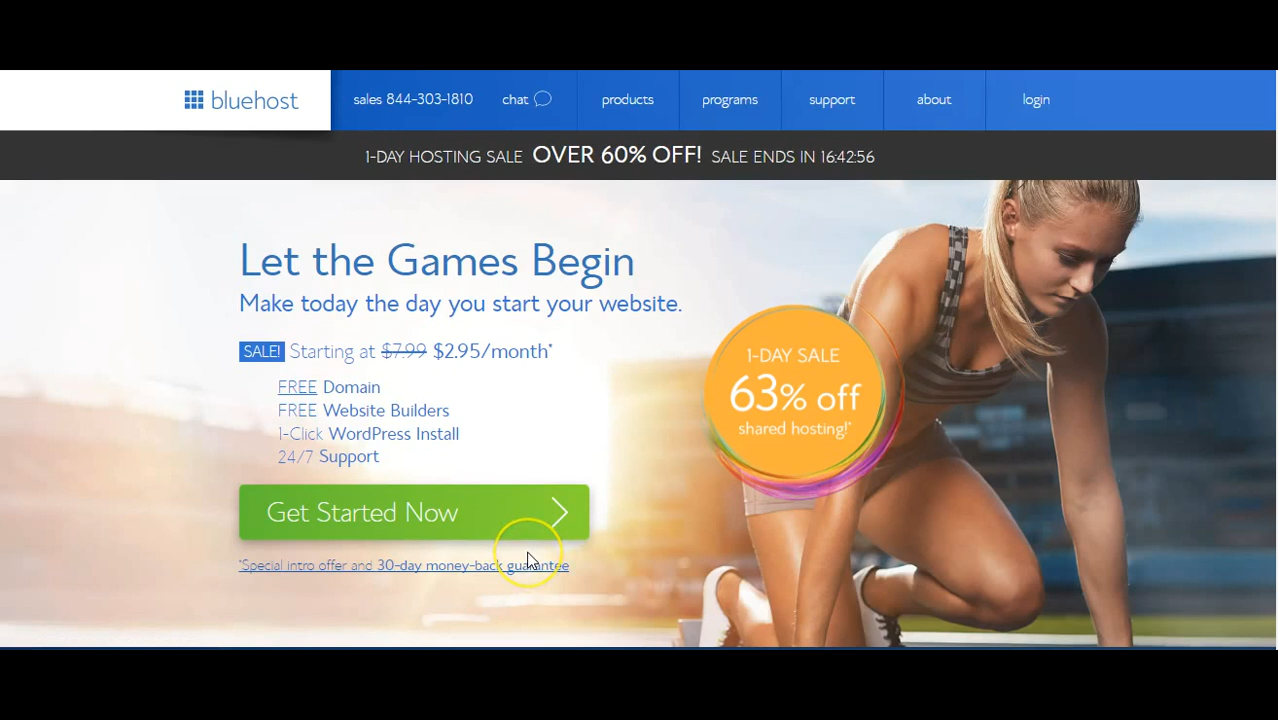 bluehost
sales 844-303-1810 chat products programs support about login
1-DAY HOSTING SALE OVER 60% OFF! SALE ENDS IN 16:42:56
Let the Games Begin
Make today the day you start your website.
SALE! Starting at $7.99 $2.95/month*
FREE Domain
FREE Website Builders
1-Click WordPress Install
24/7 Support
Get Started Now
*Special intro offer and 30-day money-back guarantee
1-DAY SALE
63% off
shared hosting!*